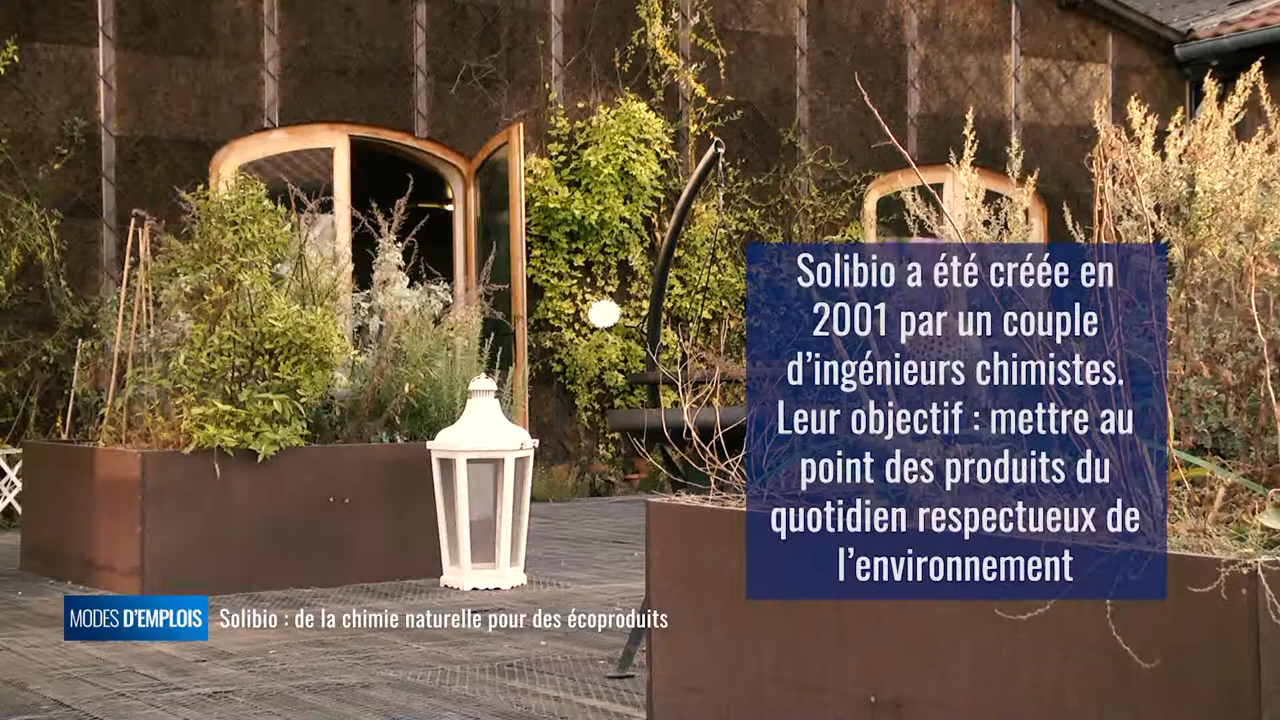 Solibio a été créée en
2001 par un couple
d’ingénieurs chimistes.
Leur objectif : mettre au
point des produits du
quotidien respectueux de
l’environnement
MODES D’EMPLOIS Solibio : de la chimie naturelle pour des écoproduits